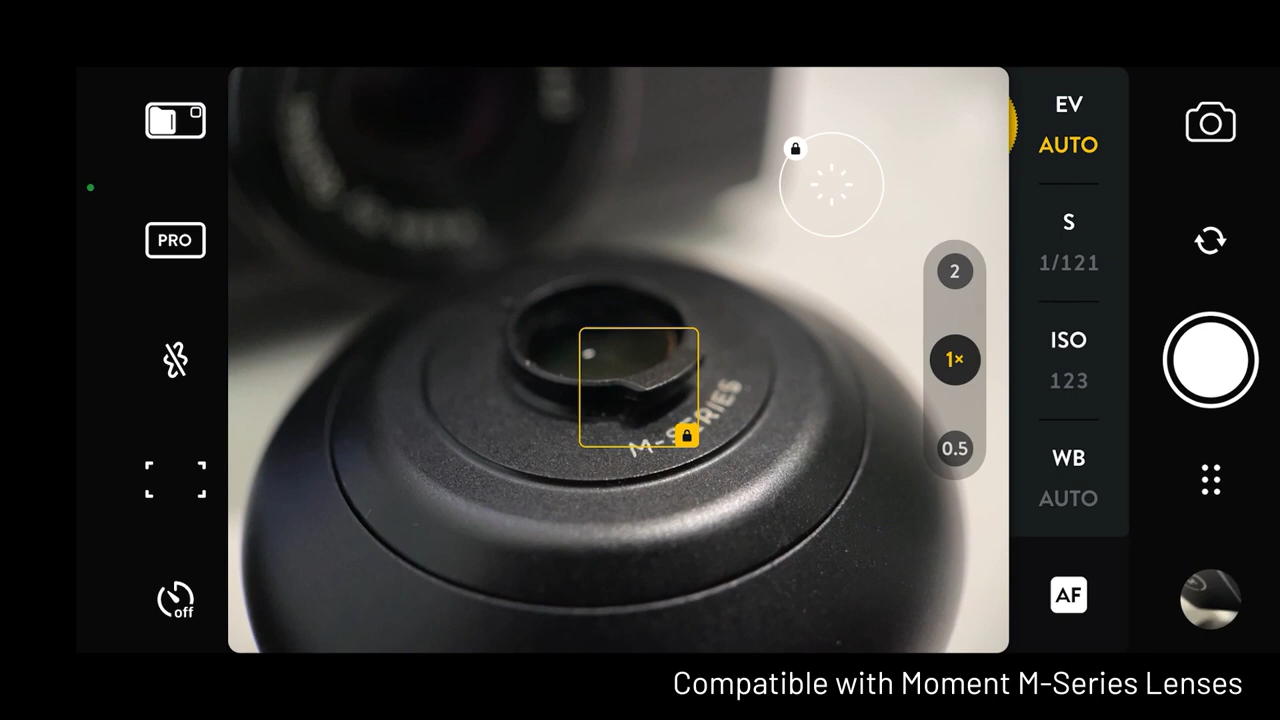 PRO
off
M-SERIES
2
1×
0.5
EV
AUTO
S
1/121
ISO
123
WB
AUTO
AF
Compatible with Moment M-Series Lenses